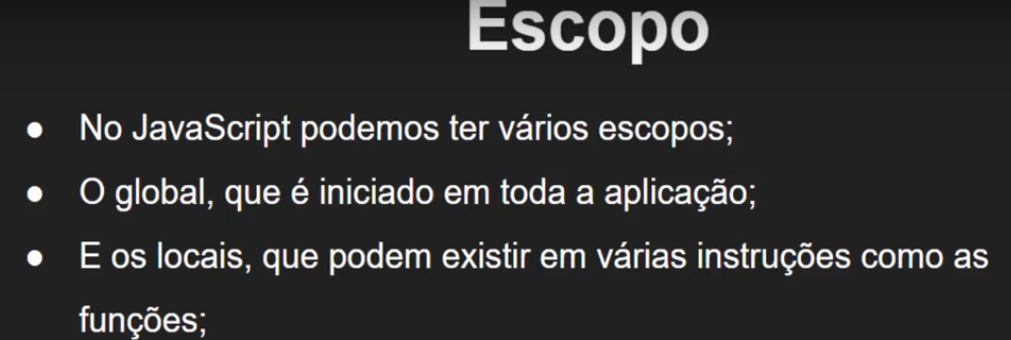 Escopo
● No JavaScript podemos ter vários escopos;
● O global, que é iniciado em toda a aplicação;
● E os locais, que podem existir em várias instruções como as
funções;